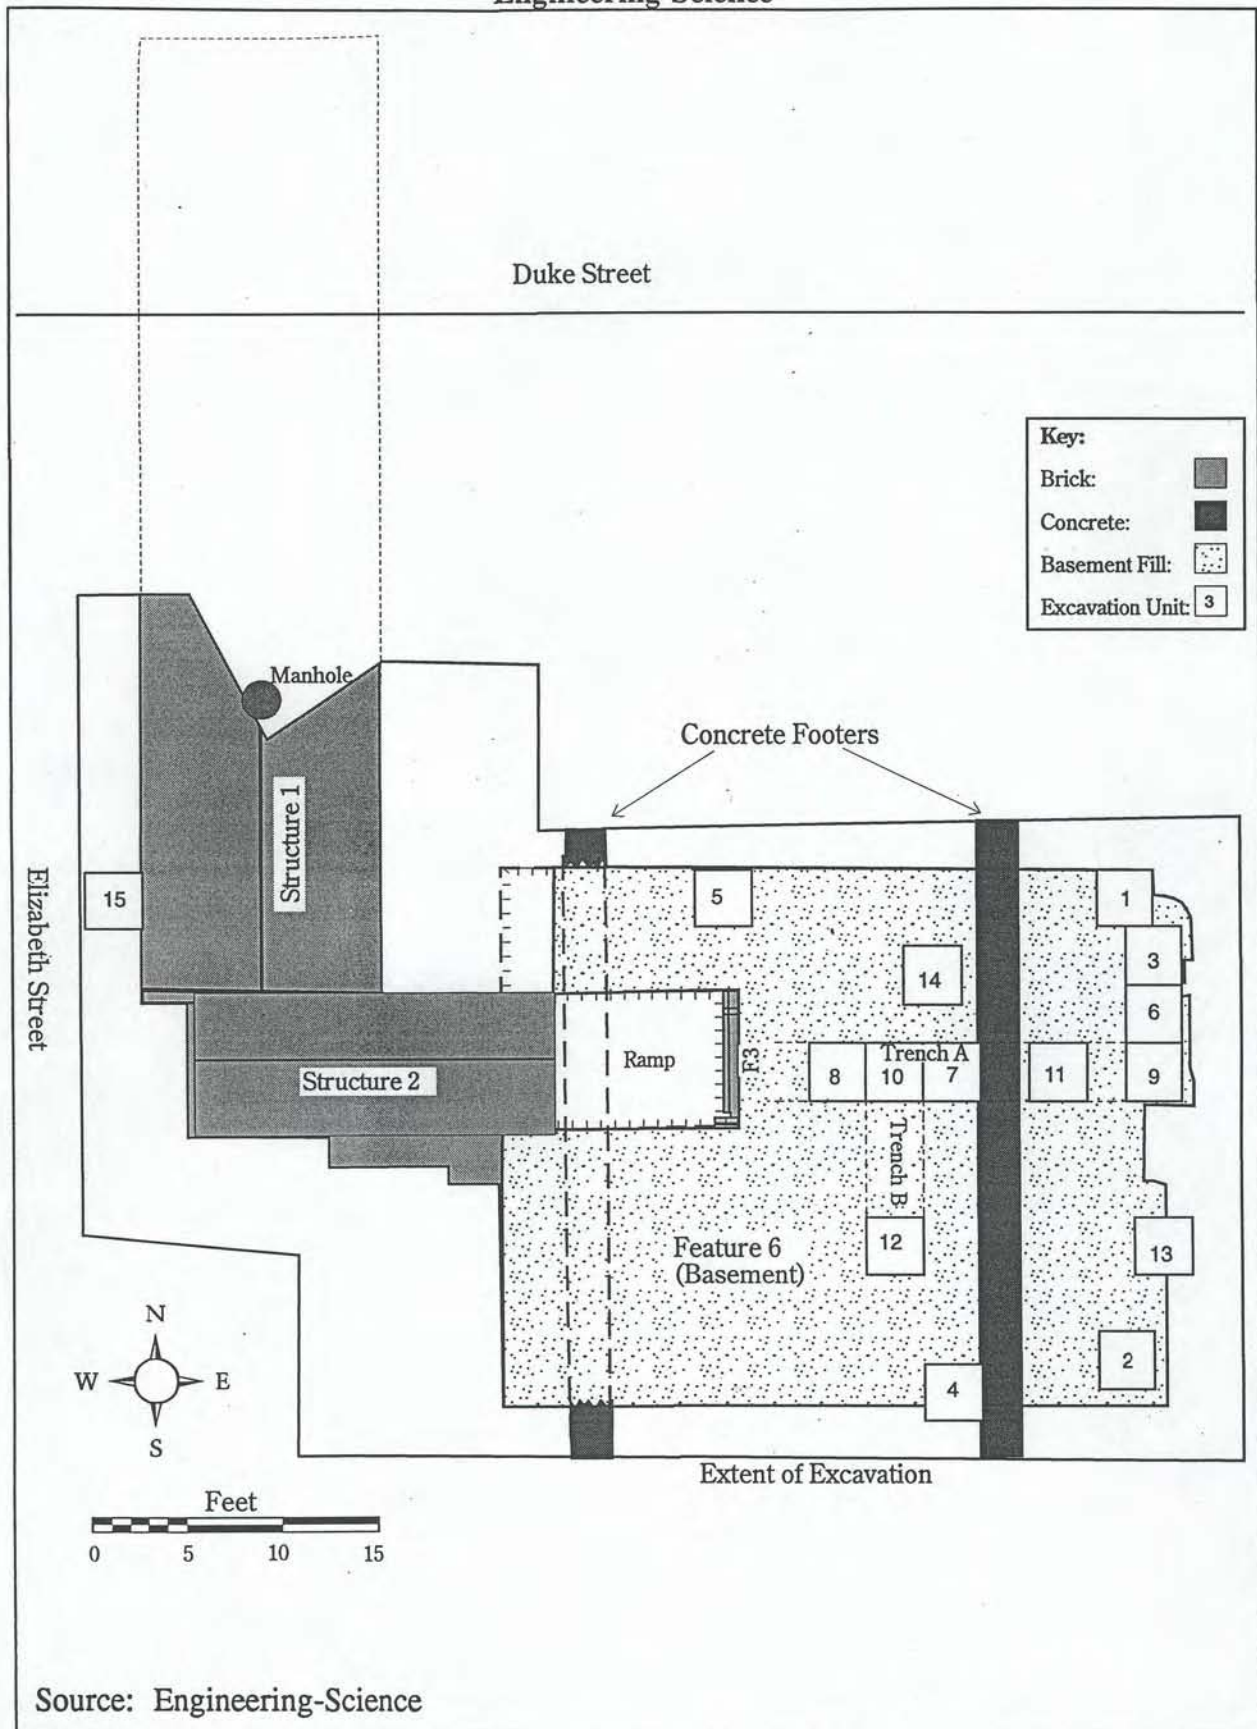 Engineering-Science
Duke Street
Key:
Brick:
Concrete:
Basement Fill:
Excavation Unit: 3
Manhole
Concrete Footers
Structure 1
Elizabeth Street
15
5
1
14
3
6
Structure 2
Ramp
F3
Trench A
8
10
7
11
9
Trench B
12
13
Feature 6
(Basement)
2
4
N
W
E
S
Extent of Excavation
Feet
0 5 10 15
Source: Engineering-Science